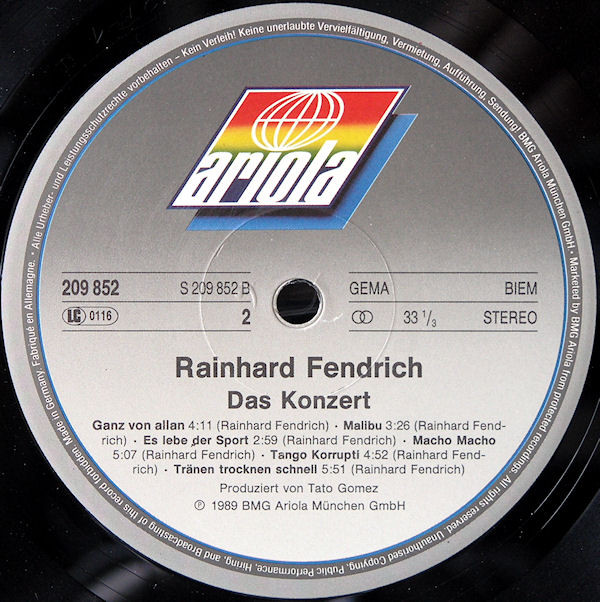 Alle Urheber- und Leistungsschutzrechte vorbehalten – Kein Verleih! Keine unerlaubte Vervielfältigung, Vermietung, Aufführung, Sendung! BMG Ariola München GmbH · Marketed by BMG Ariola from protected recordings. All rights reserved. Unauthorised Copying, Public Performance, Hiring, and Broadcasting of this record forbidden. Made in Germany. Fabriqué en Allemagne. ·
ariola
209 852 S 209 852 B GEMA BIEM
LC 0116 2 33 1/3 STEREO
Rainhard Fendrich
Das Konzert
Ganz von allan 4:11 (Rainhard Fendrich) · Malibu 3:26 (Rainhard Fend-
rich) · Es lebe der Sport 2:59 (Rainhard Fendrich) · Macho Macho
5:07 (Rainhard Fendrich) · Tango Korrupti 4:52 (Rainhard Fend-
rich) · Tränen trocknen schnell 5:51 (Rainhard Fendrich)
Produziert von Tato Gomez
℗ 1989 BMG Ariola München GmbH